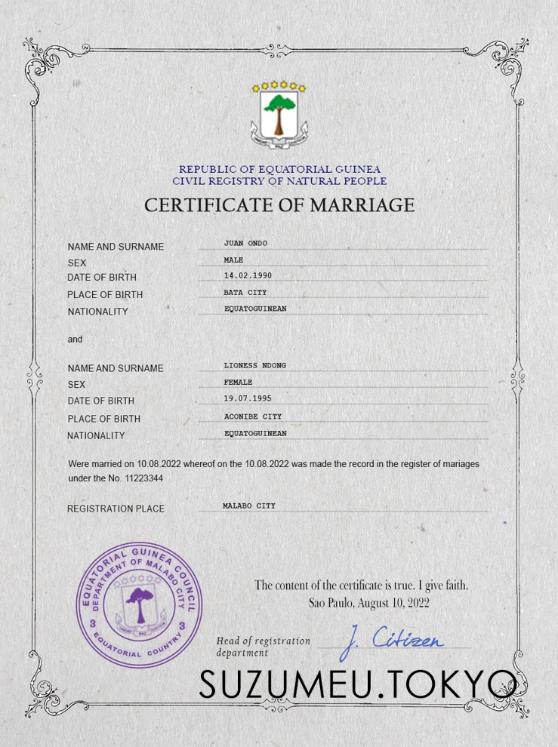 REPUBLIC OF EQUATORIAL GUINEA
CIVIL REGISTRY OF NATURAL PEOPLE
CERTIFICATE OF MARRIAGE
NAME AND SURNAME JUAN ONDO
SEX MALE
DATE OF BIRTH 14.02.1990
PLACE OF BIRTH BATA CITY
NATIONALITY EQUATOGUINEAN
and
NAME AND SURNAME LIONESS NDONG
SEX FEMALE
DATE OF BIRTH 19.07.1995
PLACE OF BIRTH ACONIBE CITY
NATIONALITY EQUATOGUINEAN
Were married on 10.08.2022 whereof on the 10.08.2022 was made the record in the register of mariages
under the No. 11223344
REGISTRATION PLACE MALABO CITY
EQUATORIAL GUINEA COUNCIL
DEPARTMENT OF MALABO CITY
3 EQUATORIAL COUNTRY 3
The content of the certificate is true. I give faith.
Sao Paulo, August 10, 2022
Head of registration
department
J. Citizen
SUZUMEU.TOKYO